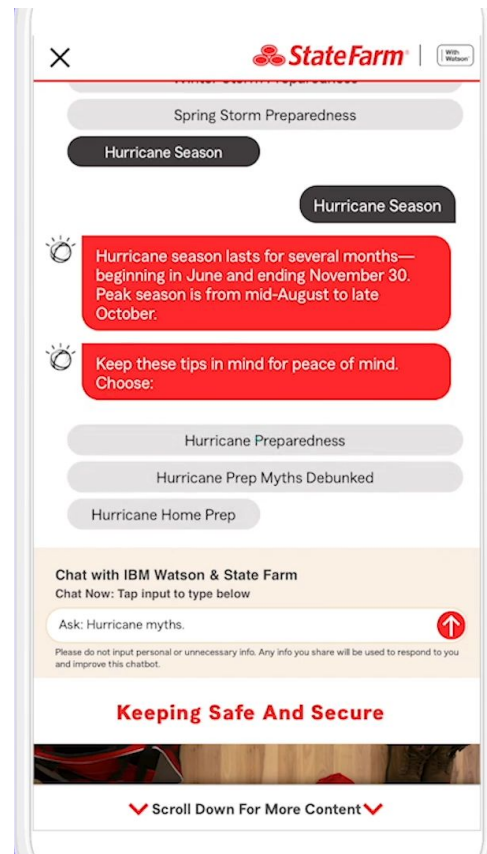 StateFarm®
With
Watson
Winter Storm Preparedness
Spring Storm Preparedness
Hurricane Season
Hurricane Season
Hurricane season lasts for several months—
beginning in June and ending November 30.
Peak season is from mid-August to late
October.
Keep these tips in mind for peace of mind.
Choose:
Hurricane Preparedness
Hurricane Prep Myths Debunked
Hurricane Home Prep
Chat with IBM Watson & State Farm
Chat Now: Tap input to type below
Ask: Hurricane myths.
Please do not input personal or unnecessary info. Any info you share will be used to respond to you
and improve this chatbot.
Keeping Safe And Secure
Scroll Down For More Content